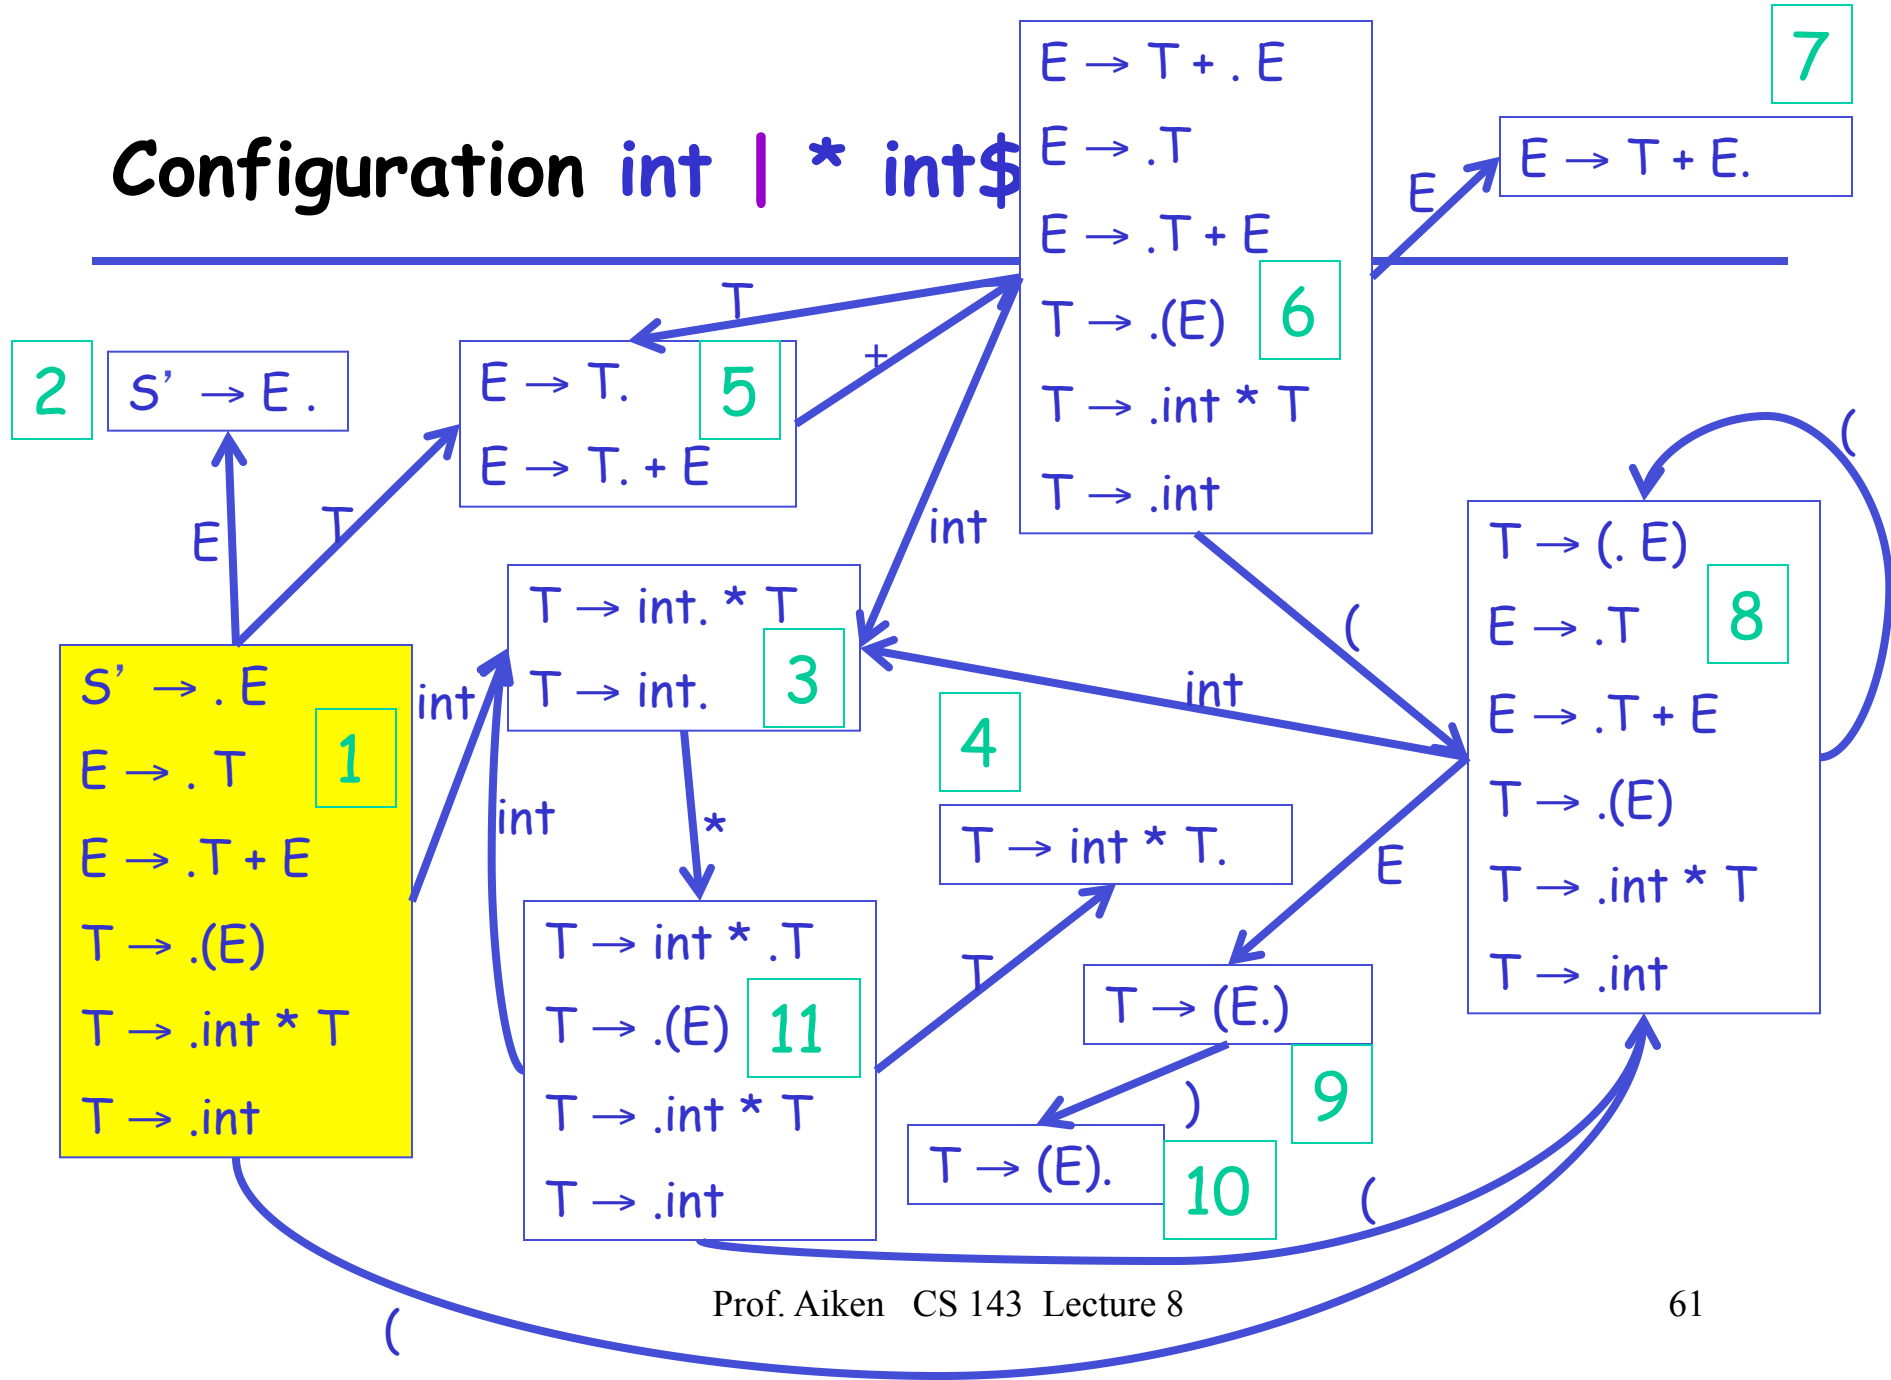 Configuration int | * int$
E → T + . E
E → .T
E → .T + E
T → .(E)
T → .int * T
T → .int
6
7
E → T + E.
E
T
+
int
(
2
S’ → E .
E
T
5
E → T.
E → T. + E
1
S’ → . E
E → . T
E → .T + E
T → .(E)
T → .int * T
T → .int
int
(
3
T → int. * T
T → int.
*
int
4
T → int * T.
T
11
T → int * .T
T → .(E)
T → .int * T
T → .int
(
8
T → (. E)
E → .T
E → .T + E
T → .(E)
T → .int * T
T → .int
(
int
E
9
T → (E.)
)
10
T → (E).
Prof. Aiken CS 143 Lecture 8
61